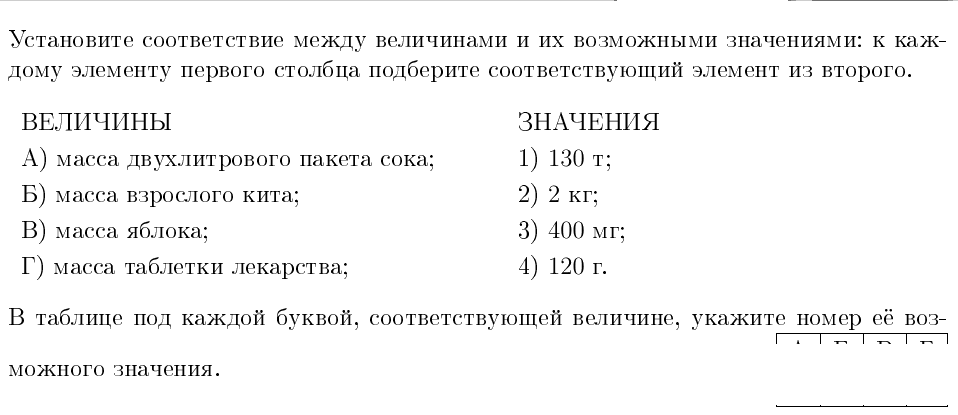 Установите соответствие между величинами и их возможными значениями: к каж-
дому элементу первого столбца подберите соответствующий элемент из второго.
ВЕЛИЧИНЫ ЗНАЧЕНИЯ
А) масса двухлитрового пакета сока; 1) 130 т;
Б) масса взрослого кита; 2) 2 кг;
В) масса яблока; 3) 400 мг;
Г) масса таблетки лекарства; 4) 120 г.
В таблице под каждой буквой, соответствующей величине, укажите номер её воз-
можного значения.